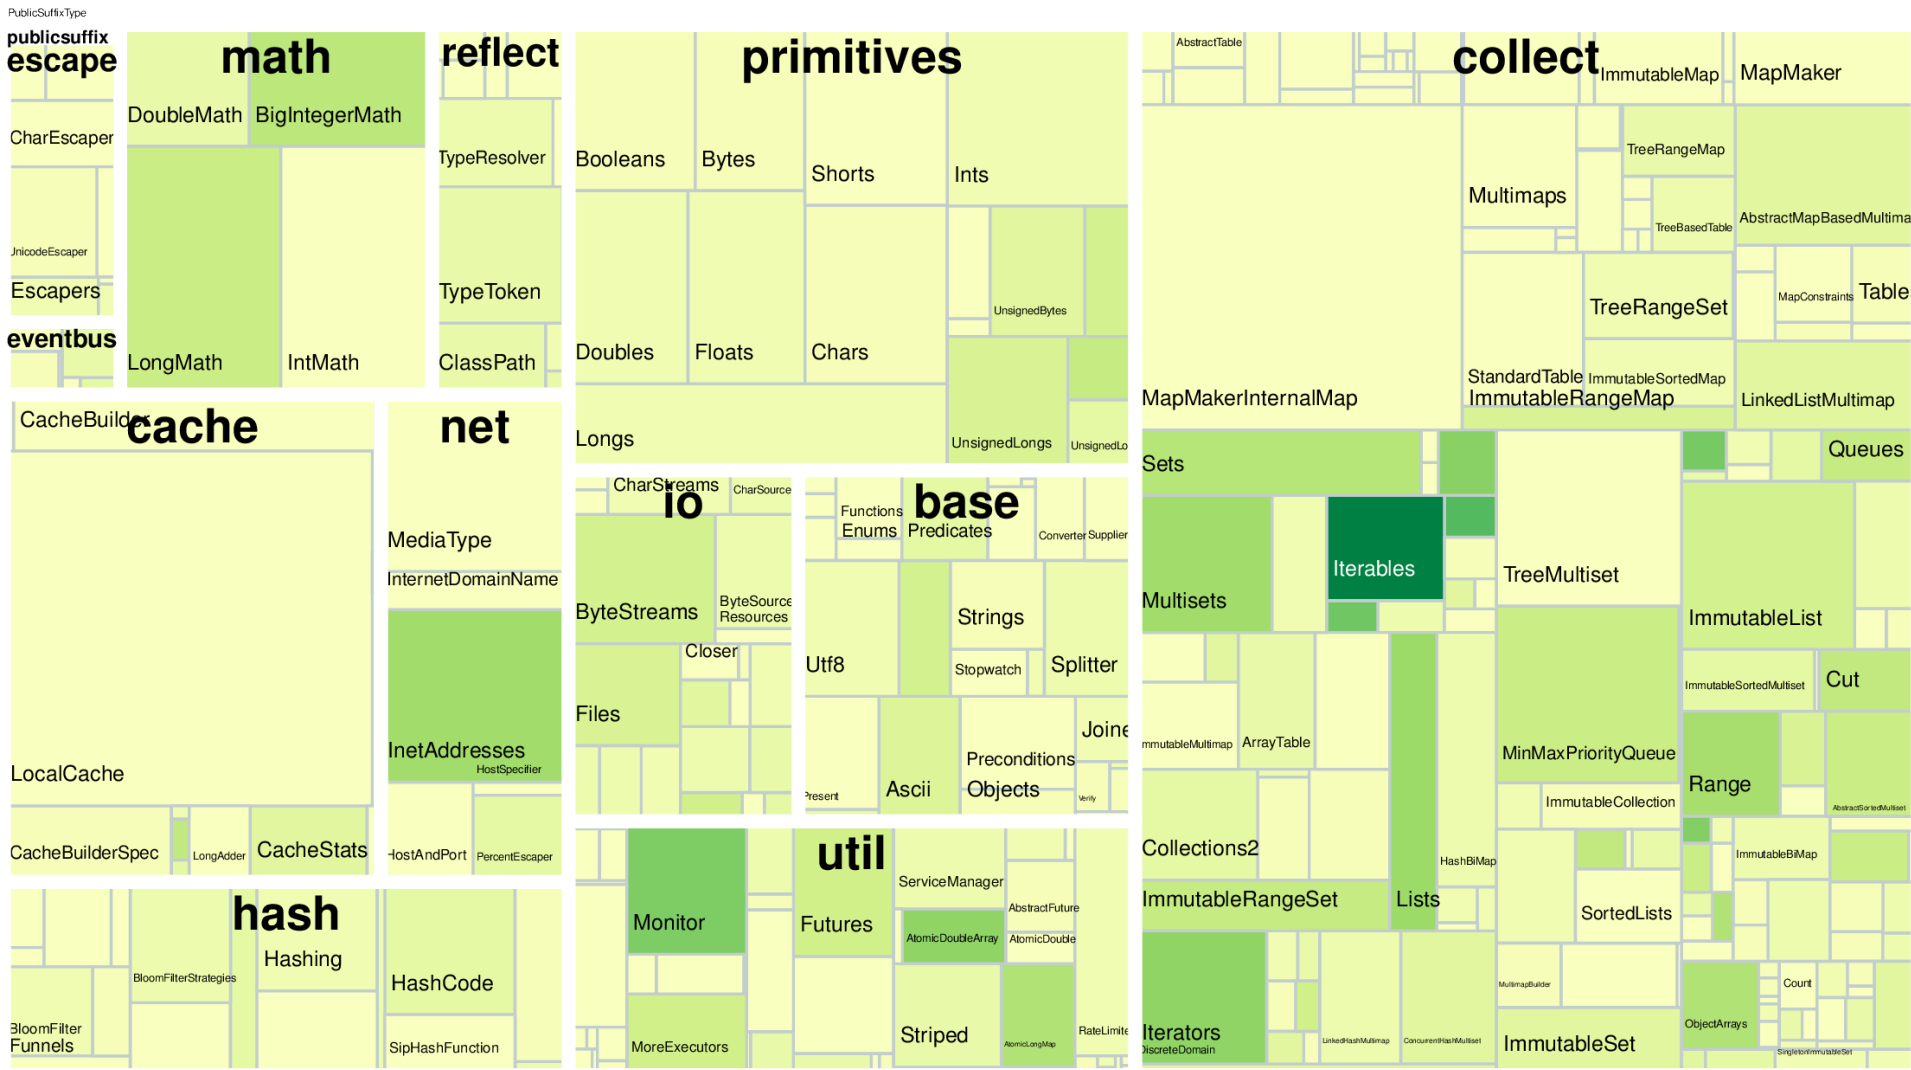 PublicSuffixType
publicsuffix
escape
CharEscaper
UnicodeEscaper
Escapers
eventbus
math
DoubleMath
BigIntegerMath
LongMath
IntMath
reflect
TypeResolver
TypeToken
ClassPath
primitives
Booleans
Bytes
Shorts
Ints
Doubles
Floats
Chars
UnsignedBytes
Longs
UnsignedLongs
UnsignedLo
cache
CacheBuilder
LocalCache
CacheBuilderSpec
LongAdder
CacheStats
net
MediaType
InternetDomainName
InetAddresses
HostSpecifier
HostAndPort
PercentEscaper
hash
Hashing
BloomFilterStrategies
HashCode
BloomFilter
Funnels
SipHashFunction
io
CharStreams
CharSource
ByteStreams
ByteSource
Resources
Closer
Files
base
Functions
Enums
Predicates
Converter
Supplier
Strings
Utf8
Stopwatch
Splitter
Joine
Preconditions
Present
Ascii
Objects
Verify
util
Monitor
Futures
ServiceManager
AbstractFuture
AtomicDoubleArray
AtomicDouble
MoreExecutors
Striped
AtomicLongMap
RateLimite
collect
AbstractTable
ImmutableMap
MapMaker
TreeRangeMap
Multimaps
TreeBasedTable
AbstractMapBasedMultima
MapMakerInternalMap
TreeRangeSet
MapConstraints
Table
StandardTable
ImmutableSortedMap
ImmutableRangeMap
LinkedListMultimap
Sets
Queues
Multisets
Iterables
TreeMultiset
ImmutableList
mmutableMultimap
ArrayTable
MinMaxPriorityQueue
ImmutableSortedMultiset
Cut
Range
AbstractSortedMultiset
ImmutableCollection
Collections2
HashBiMap
ImmutableBiMap
ImmutableRangeSet
Lists
SortedLists
Iterators
DiscreteDomain
LinkedHashMultimap
ConcurrentHashMultiset
MultimapBuilder
Count
ObjectArrays
ImmutableSet
SingletonImmutableSet